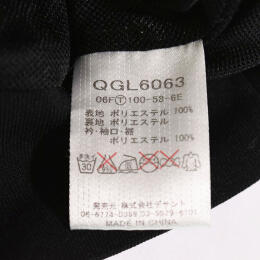 QGL6063
06F Ⓣ 100-53-6E
表地 ポリエステル 100%
裏地 ポリエステル 100%
衿・袖口・裾
ポリエステル
30
発売元・株式会社デサント
MADE IN CHINA